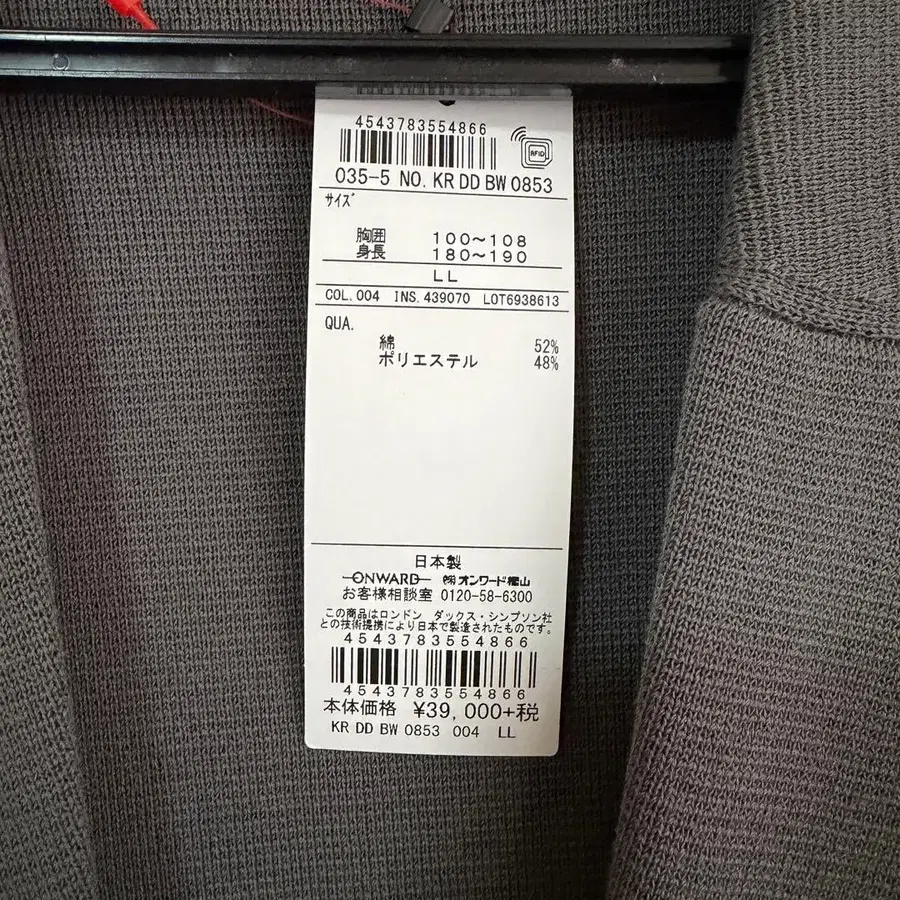 4543783554866
RFID
035-5 NO. KR DD BW 0853
サイズ
胸囲 100～108
身長 180～190
LL
COL. 004 INS. 439070 LOT6938613
QUA.
綿 52%
ポリエステル 48%
日本製
ONWARD ㈱オンワード樫山
お客様相談室 0120-58-6300
この商品はロンドン ダックス・シンプソン社
との技術提携により日本で製造されたものです。
4543783554866
4543783554866
本体価格 ¥39,000+税
KR DD BW 0853 004 LL